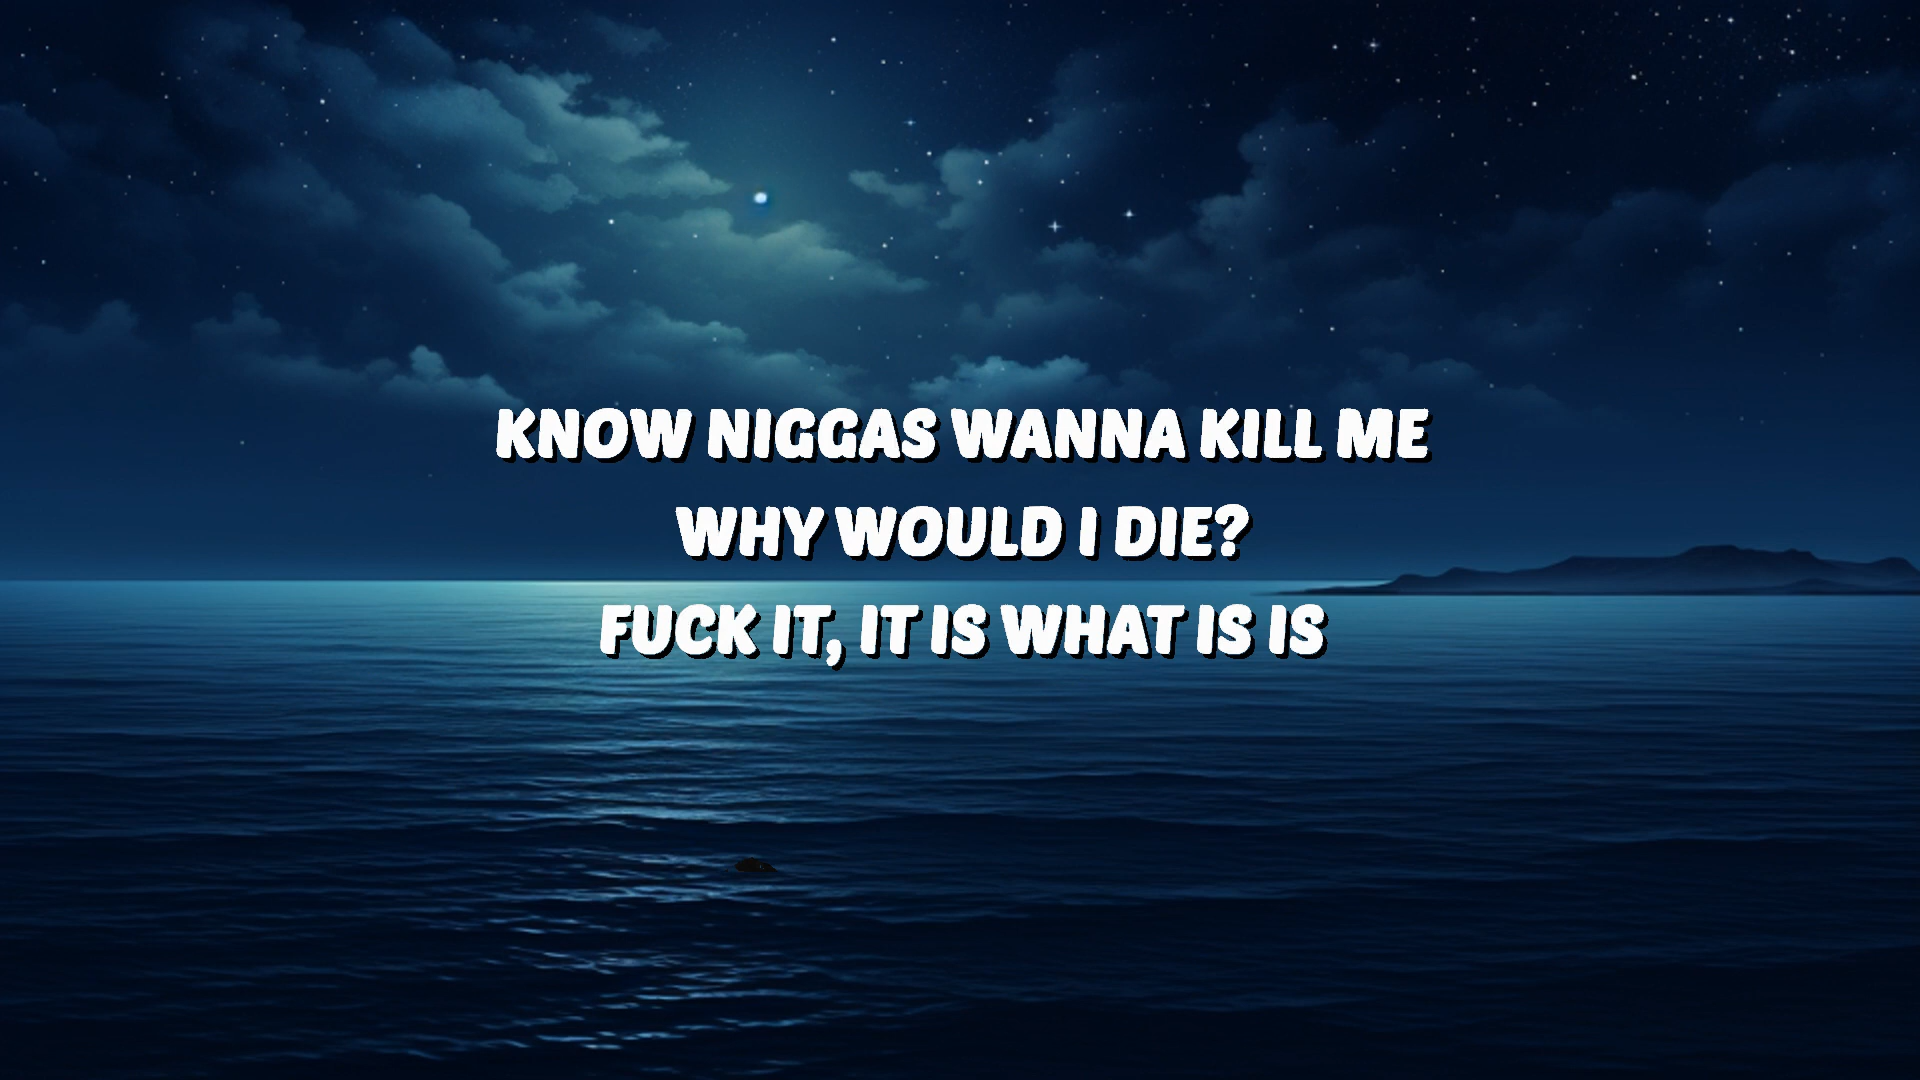 KNOW NIGGAS WANNA KILL ME
WHY WOULD I DIE?
FUCK IT, IT IS WHAT IS IS